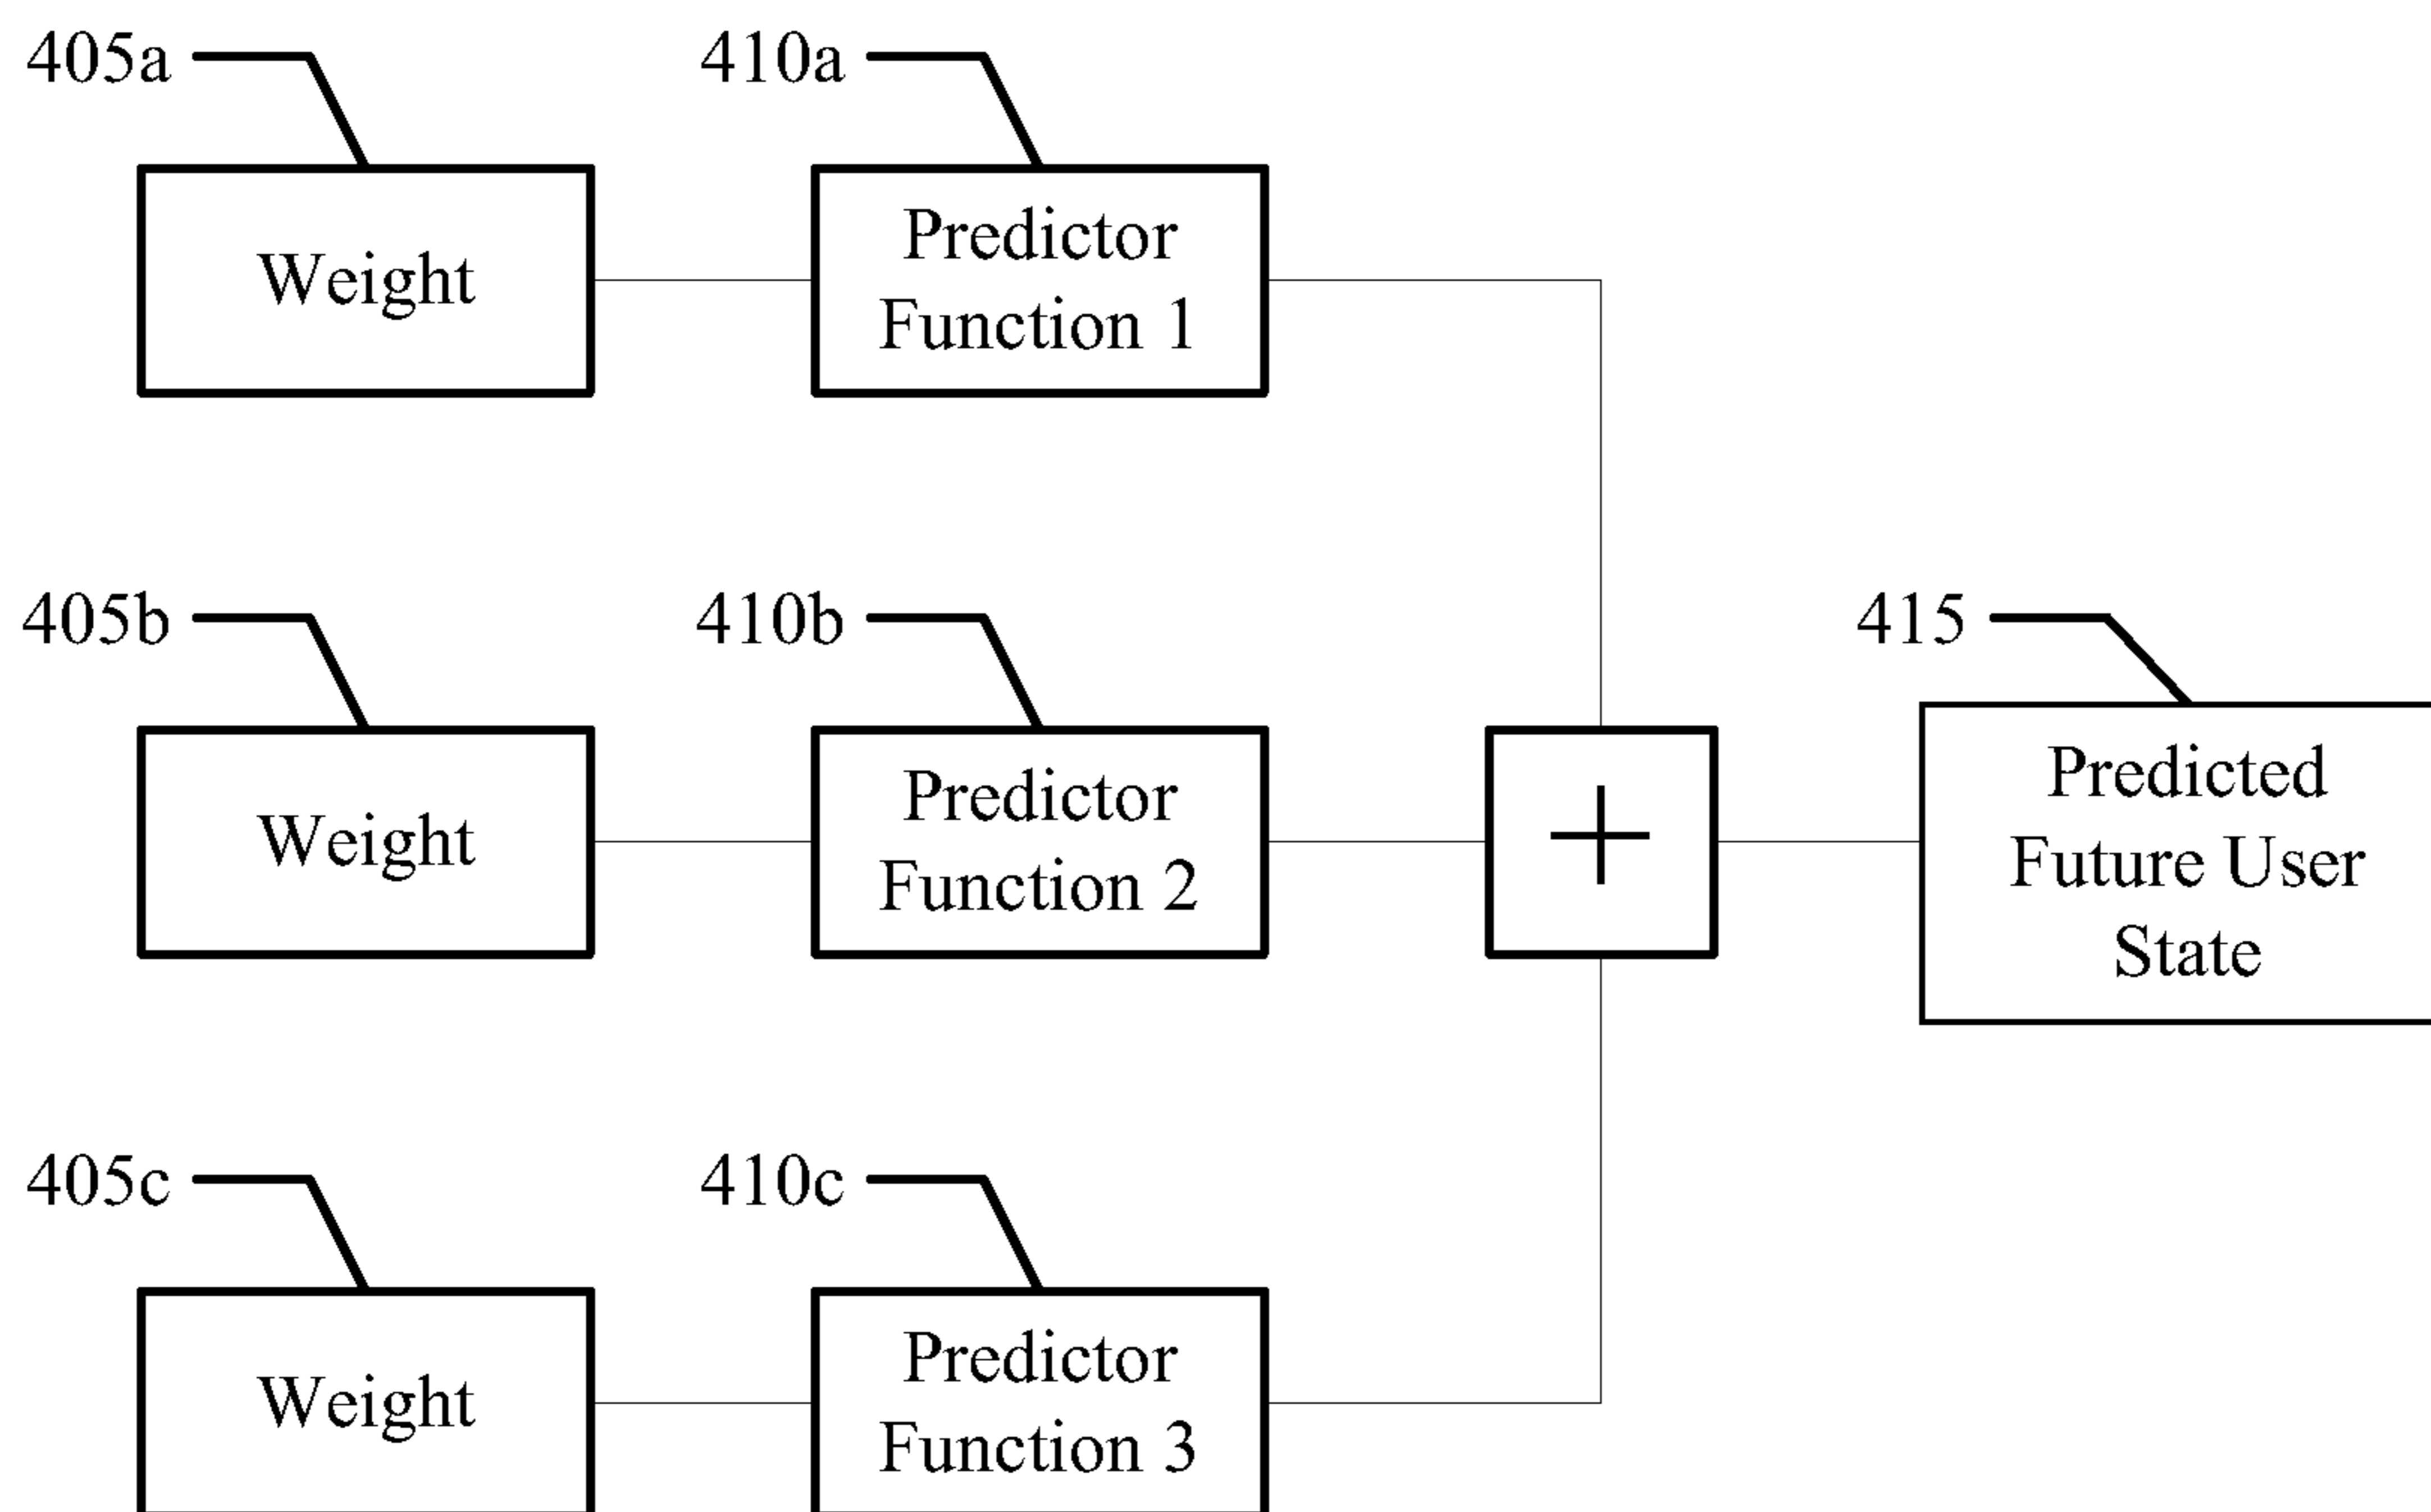 405a
410a
Weight
Predictor
Function 1
405b
410b
415
Weight
Predictor
Function 2
+
Predicted
Future User
State
405c
410c
Weight
Predictor
Function 3